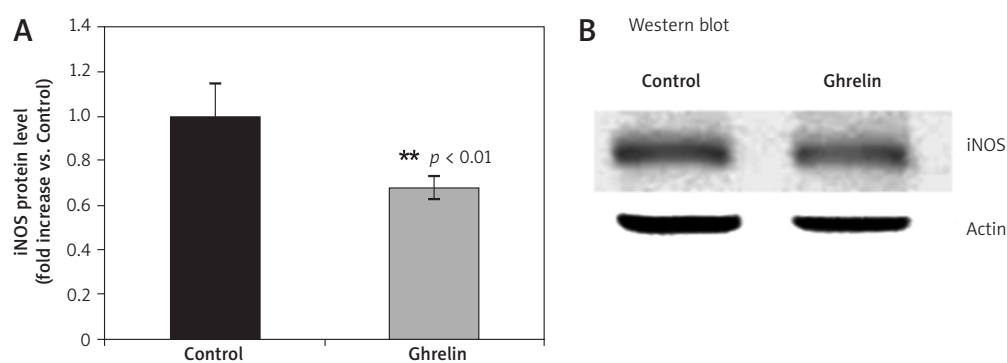 A
iNOS protein level
(fold increase vs. Control)
1.4
1.2
1.0
0.8
0.6
0.4
0.2
0
** p < 0.01
Control Ghrelin
B Western blot
Control Ghrelin
iNOS
Actin